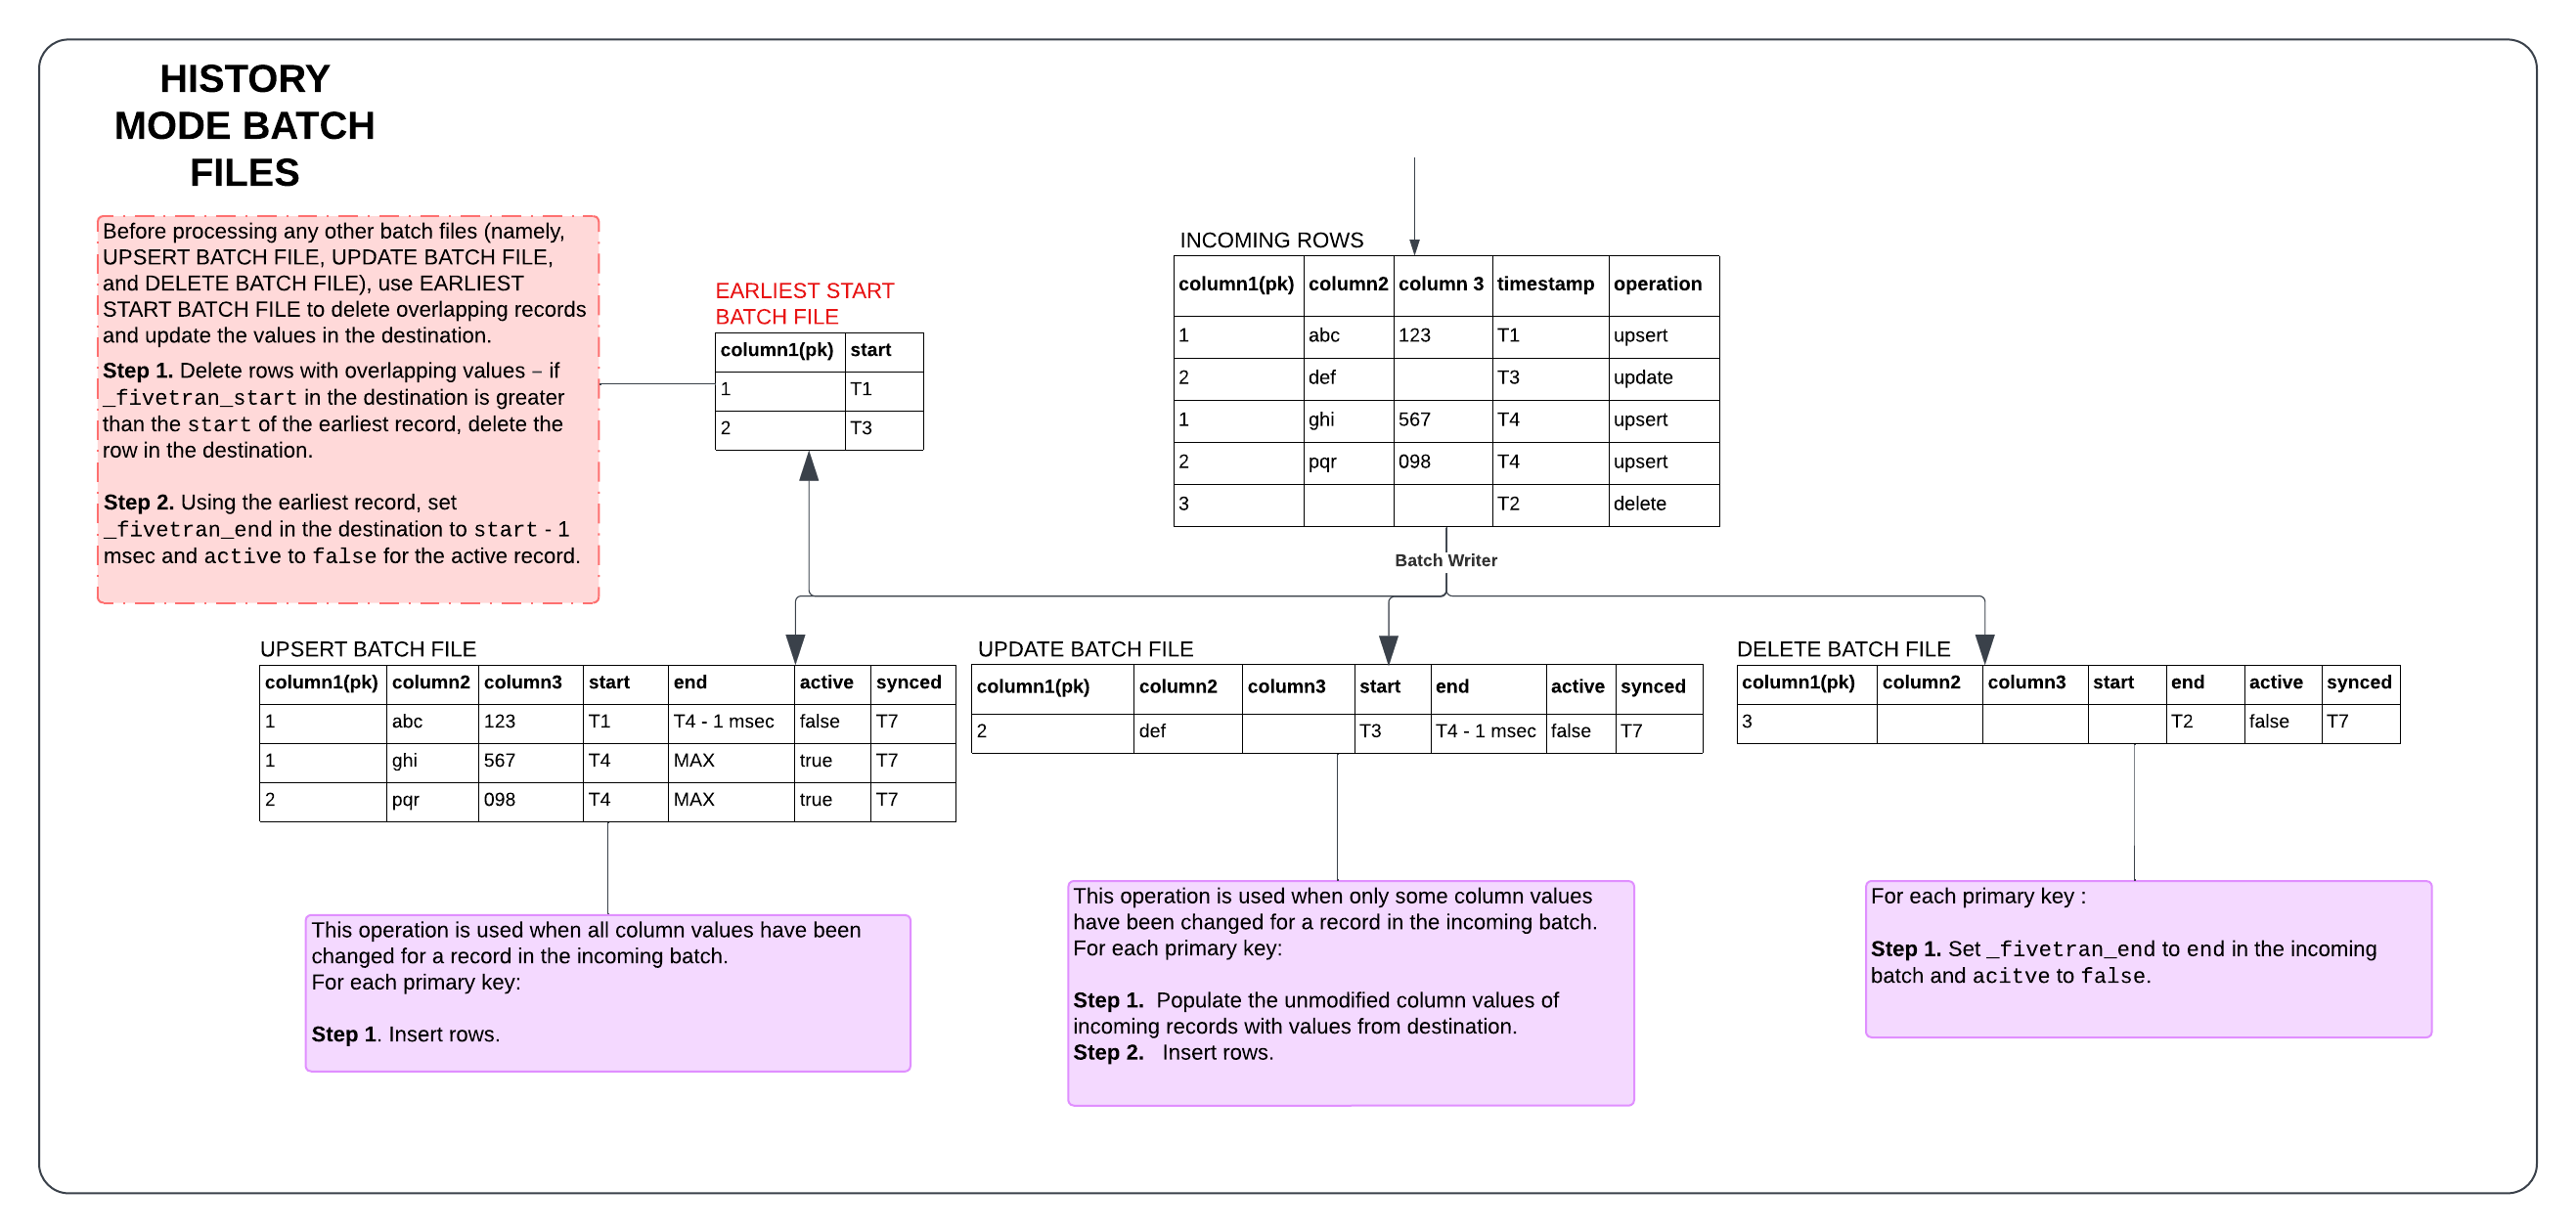 HISTORY
MODE BATCH
FILES
Before processing any other batch files (namely,
UPSERT BATCH FILE, UPDATE BATCH FILE,
and DELETE BATCH FILE), use EARLIEST
START BATCH FILE to delete overlapping records
and update the values in the destination.
Step 1. Delete rows with overlapping values – if
_fivetran_start in the destination is greater
than the start of the earliest record, delete the
row in the destination.
Step 2. Using the earliest record, set
_fivetran_end in the destination to start - 1
msec and active to false for the active record.
EARLIEST START
BATCH FILE
column1(pk) start
1 T1
2 T3
INCOMING ROWS
column1(pk) column2 column 3 timestamp operation
1 abc 123 T1 upsert
2 def T3 update
1 ghi 567 T4 upsert
2 pqr 098 T4 upsert
3 T2 delete
Batch Writer
UPSERT BATCH FILE
column1(pk) column2 column3 start end active synced
1 abc 123 T1 T4 - 1 msec false T7
1 ghi 567 T4 MAX true T7
2 pqr 098 T4 MAX true T7
UPDATE BATCH FILE
column1(pk) column2 column3 start end active synced
2 def T3 T4 - 1 msec false T7
DELETE BATCH FILE
column1(pk) column2 column3 start end active synced
3 T2 false T7
This operation is used when all column values have been
changed for a record in the incoming batch.
For each primary key:
Step 1. Insert rows.
This operation is used when only some column values
have been changed for a record in the incoming batch.
For each primary key:
Step 1. Populate the unmodified column values of
incoming records with values from destination.
Step 2. Insert rows.
For each primary key :
Step 1. Set _fivetran_end to end in the incoming
batch and acitve to false.